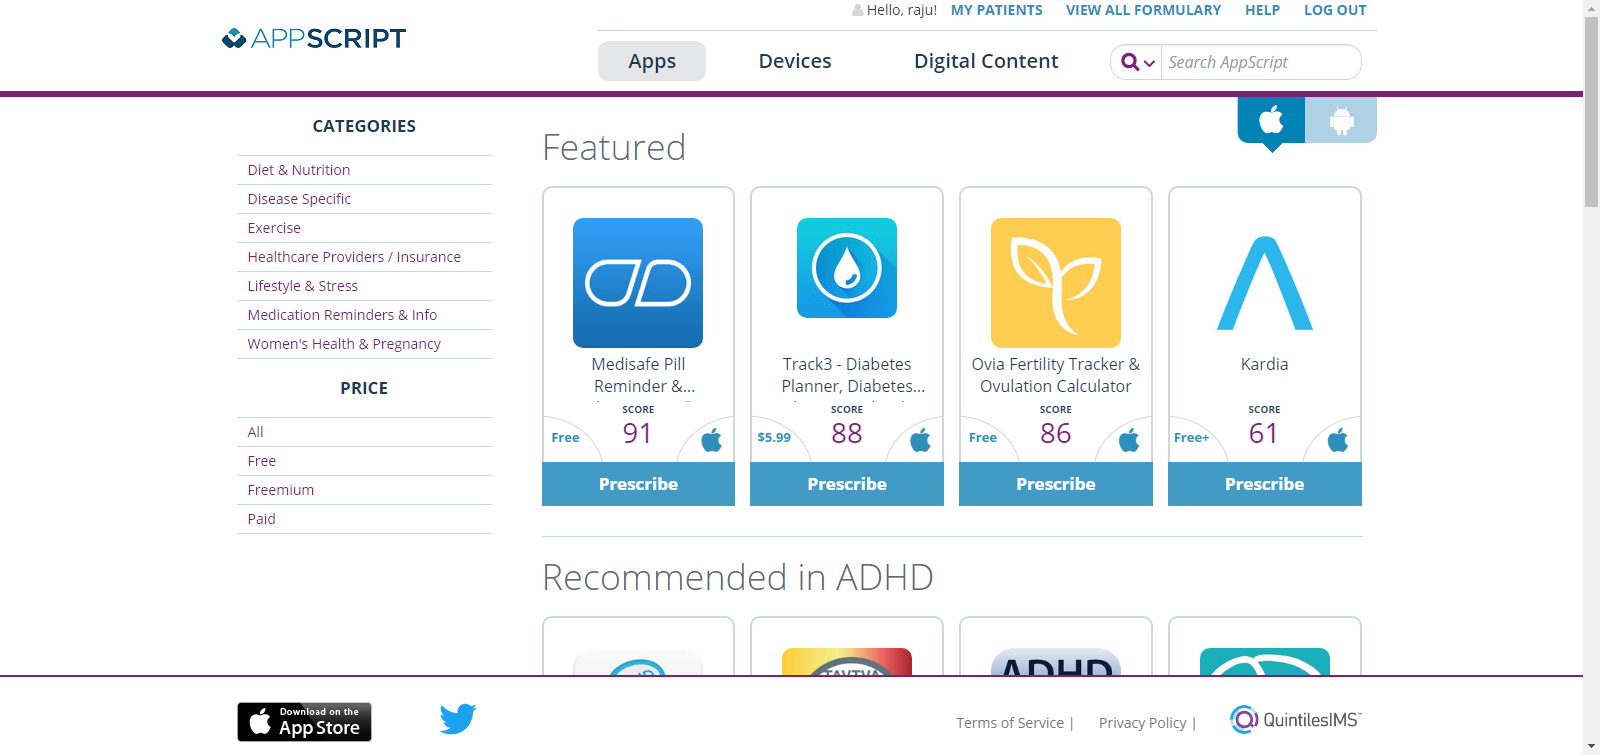 Hello, raju! MY PATIENTS VIEW ALL FORMULARY HELP LOG OUT
APPSCRIPT
Apps Devices Digital Content Search AppScript
CATEGORIES
Diet & Nutrition
Disease Specific
Exercise
Healthcare Providers / Insurance
Lifestyle & Stress
Medication Reminders & Info
Women's Health & Pregnancy
PRICE
All
Free
Freemium
Paid
Featured
Medisafe Pill
Reminder &...
SCORE
Free 91
Prescribe
Track3 - Diabetes
Planner, Diabetes...
SCORE
$5.99 88
Prescribe
Ovia Fertility Tracker &
Ovulation Calculator
SCORE
Free 86
Prescribe
Kardia
SCORE
Free+ 61
Prescribe
Recommended in ADHD
TAVTVA
ADHD
Download on the
App Store
Terms of Service | Privacy Policy |
QuintilesIMS™